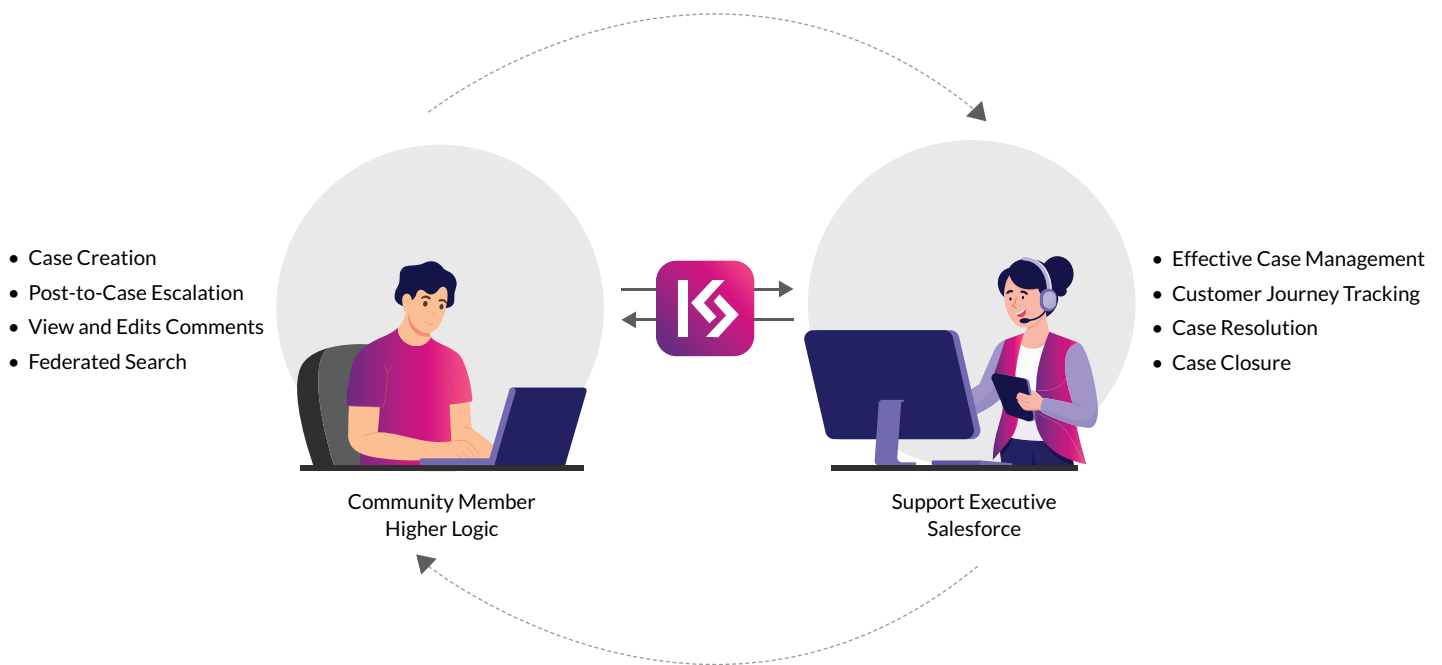 • Case Creation
• Post-to-Case Escalation
• View and Edits Comments
• Federated Search
Community Member
Higher Logic
• Effective Case Management
• Customer Journey Tracking
• Case Resolution
• Case Closure
Support Executive
Salesforce